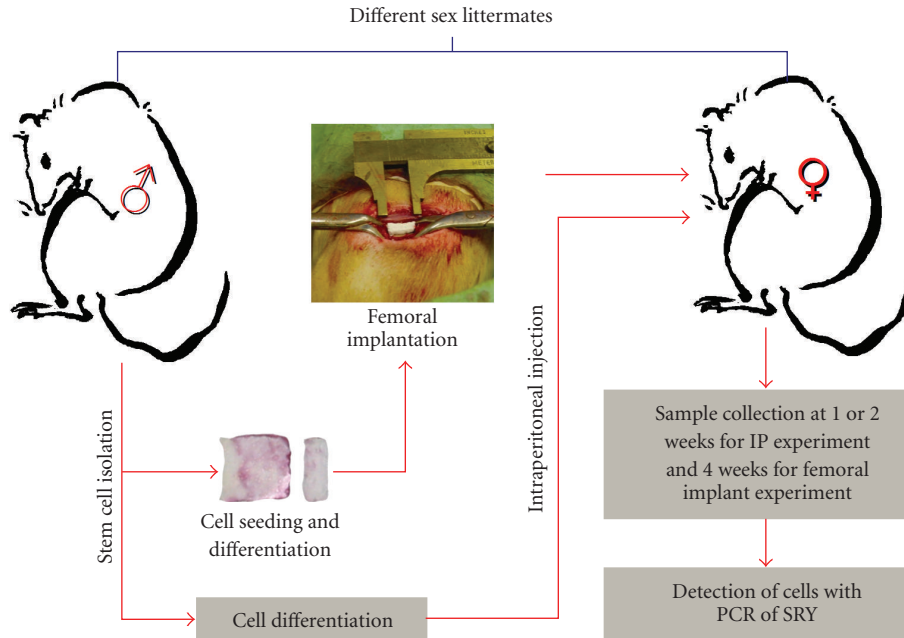 Different sex littermates
Femoral
implantation
Stem cell isolation
Cell seeding and
differentiation
Cell differentiation
Intraperitoneal injection
Sample collection at 1 or 2
weeks for IP experiment
and 4 weeks for femoral
implant experiment
Detection of cells with
PCR of SRY